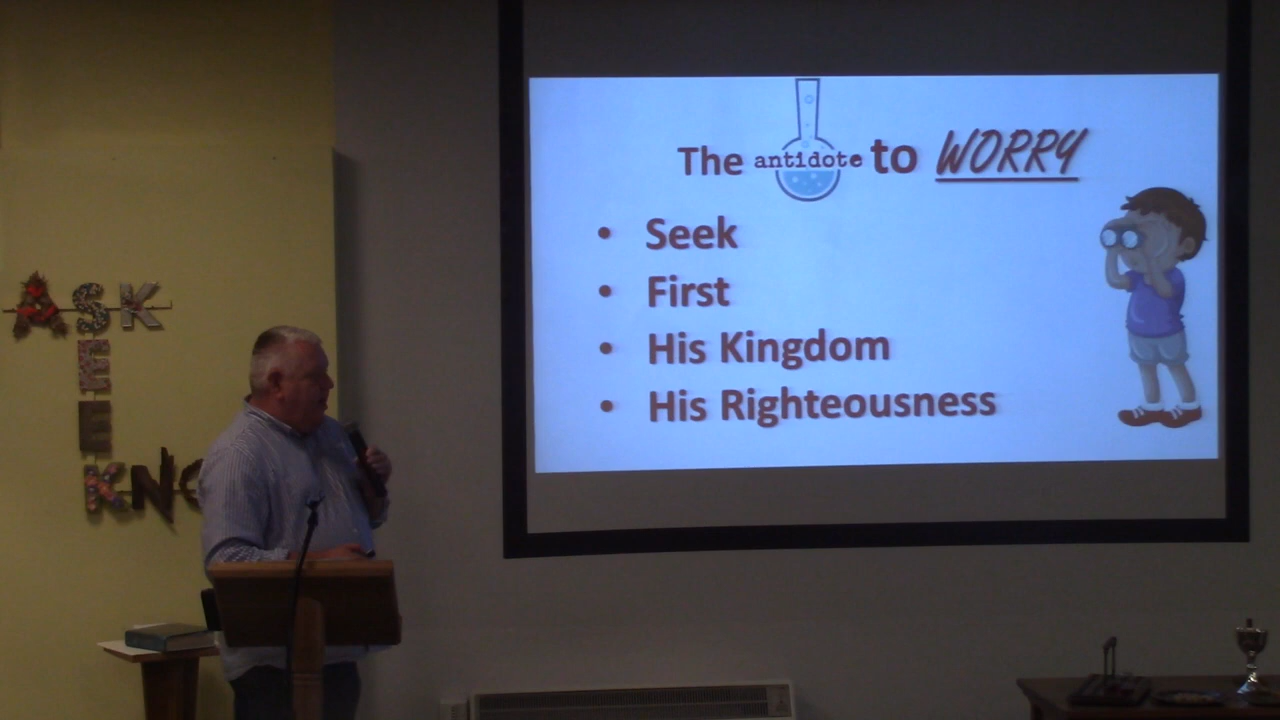 The antidote to WORRY
• Seek
• First
• His Kingdom
• His Righteousness
ASK
SEEK
KNO